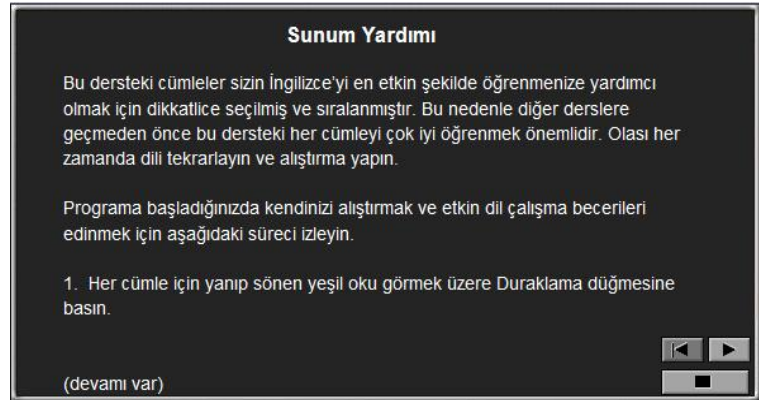 Sunum Yardımı
Bu dersteki cümleler sizin İngilizce'yi en etkin şekilde öğrenmenize yardımcı
olmak için dikkatlice seçilmiş ve sıralanmıştır. Bu nedenle diğer derslere
geçmeden önce bu dersteki her cümleyi çok iyi öğrenmek önemlidir. Olası her
zamanda dili tekrarlayın ve alıştırma yapın.
Programa başladığınızda kendinizi alıştırmak ve etkin dil çalışma becerileri
edinmek için aşağıdaki süreci izleyin.
1. Her cümle için yanıp sönen yeşil oku görmek üzere Duraklama düğmesine
basın.
(devamı var)